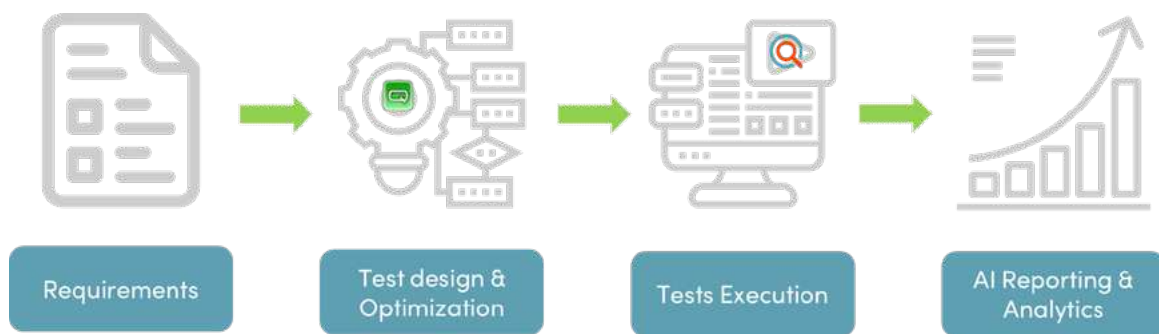 Requirements
Test design &
Optimization
Tests Execution
AI Reporting &
Analytics